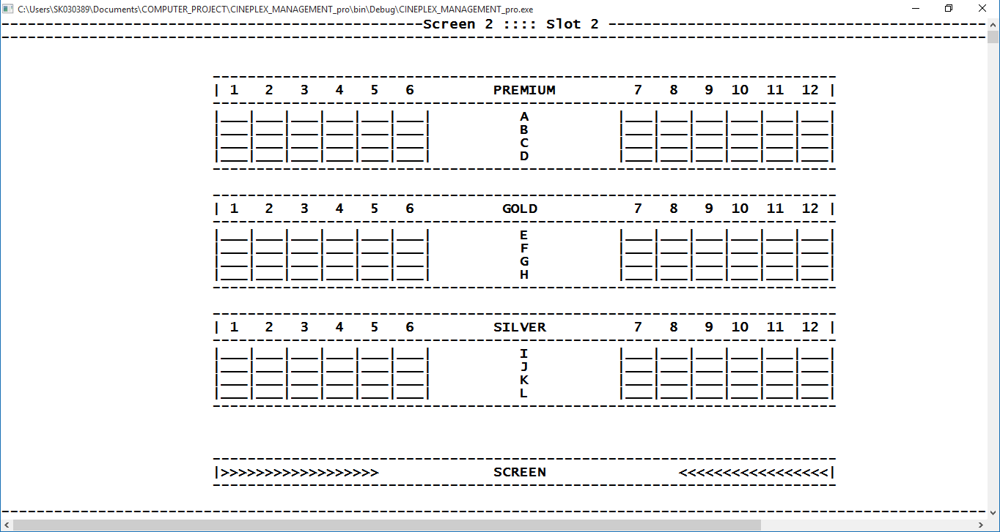 C:\Users\SK030389\Documents\COMPUTER_PROJECT\CINEPLEX_MANAGEMENT_pro\bin\Debug\CINEPLEX_MANAGEMENT_pro.exe
------------------------------------------------Screen 2 :::: Slot 2 -------------------------------------------
----------------------------------------------------------------------------------------------------------------
-----------------------------------------------------------------------
| 1   2   3   4   5   6         PREMIUM         7   8   9  10  11  12 |
-----------------------------------------------------------------------
|___|___|___|___|___|___|          A          |___|___|___|___|___|___|
|___|___|___|___|___|___|          B          |___|___|___|___|___|___|
|___|___|___|___|___|___|          C          |___|___|___|___|___|___|
|___|___|___|___|___|___|          D          |___|___|___|___|___|___|
-----------------------------------------------------------------------
-----------------------------------------------------------------------
| 1   2   3   4   5   6          GOLD           7   8   9  10  11  12 |
-----------------------------------------------------------------------
|___|___|___|___|___|___|          E          |___|___|___|___|___|___|
|___|___|___|___|___|___|          F          |___|___|___|___|___|___|
|___|___|___|___|___|___|          G          |___|___|___|___|___|___|
|___|___|___|___|___|___|          H          |___|___|___|___|___|___|
-----------------------------------------------------------------------
-----------------------------------------------------------------------
| 1   2   3   4   5   6         SILVER          7   8   9  10  11  12 |
-----------------------------------------------------------------------
|___|___|___|___|___|___|          I          |___|___|___|___|___|___|
|___|___|___|___|___|___|          J          |___|___|___|___|___|___|
|___|___|___|___|___|___|          K          |___|___|___|___|___|___|
|___|___|___|___|___|___|          L          |___|___|___|___|___|___|
-----------------------------------------------------------------------
-----------------------------------------------------------------------
|>>>>>>>>>>>>>>>>>>             SCREEN               <<<<<<<<<<<<<<<<<|
-----------------------------------------------------------------------
----------------------------------------------------------------------------------------------------------------